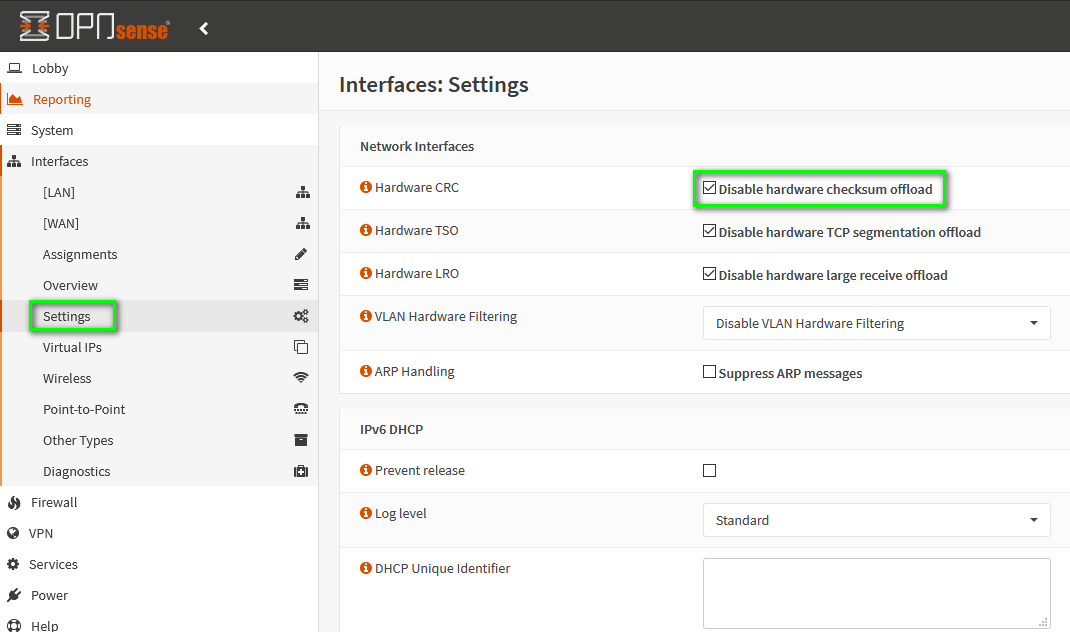 OPNsense
Lobby
Reporting
System
Interfaces
[LAN]
[WAN]
Assignments
Overview
Settings
Virtual IPs
Wireless
Point-to-Point
Other Types
Diagnostics
Firewall
VPN
Services
Power
Help
Interfaces: Settings
Network Interfaces
Hardware CRC
Disable hardware checksum offload
Hardware TSO
Disable hardware TCP segmentation offload
Hardware LRO
Disable hardware large receive offload
VLAN Hardware Filtering
Disable VLAN Hardware Filtering
ARP Handling
Suppress ARP messages
IPv6 DHCP
Prevent release
Log level
Standard
DHCP Unique Identifier